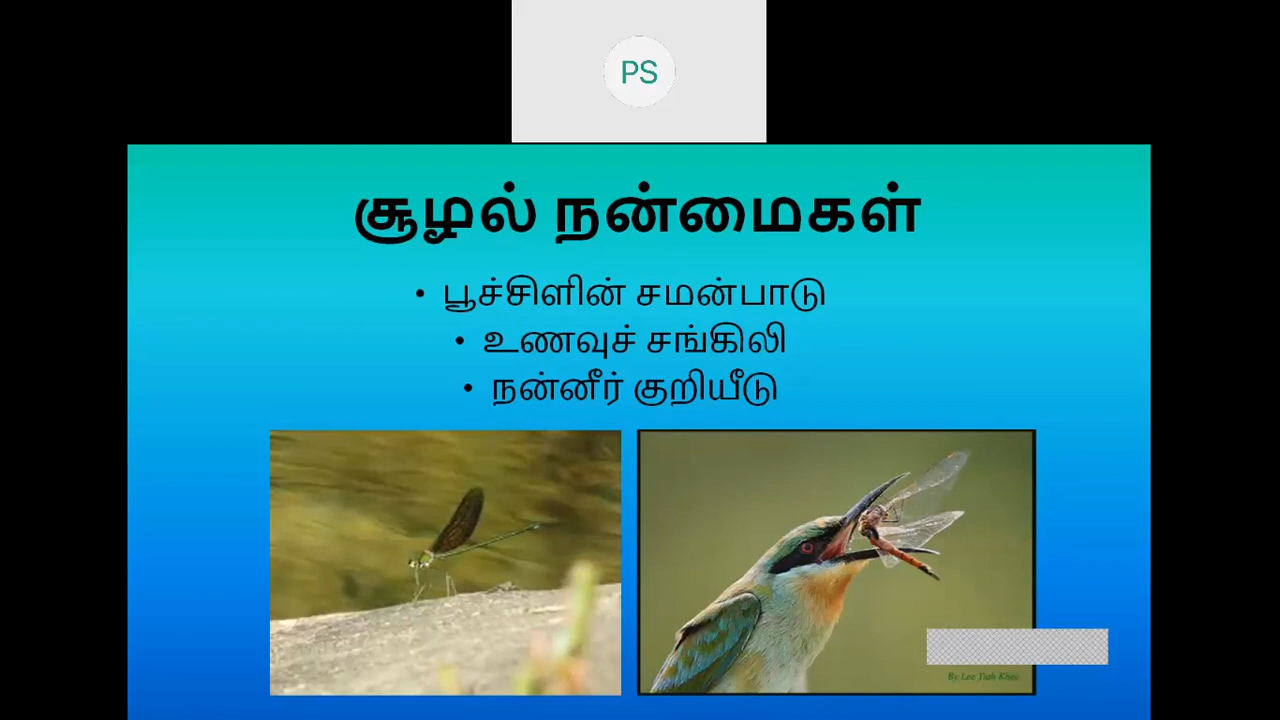 PS
சூழல் நன்மைகள்
• பூச்சிளின் சமன்பாடு
• உணவுச் சங்கிலி
• நன்னீர் குறியீடு
By Lee Tiah Khee